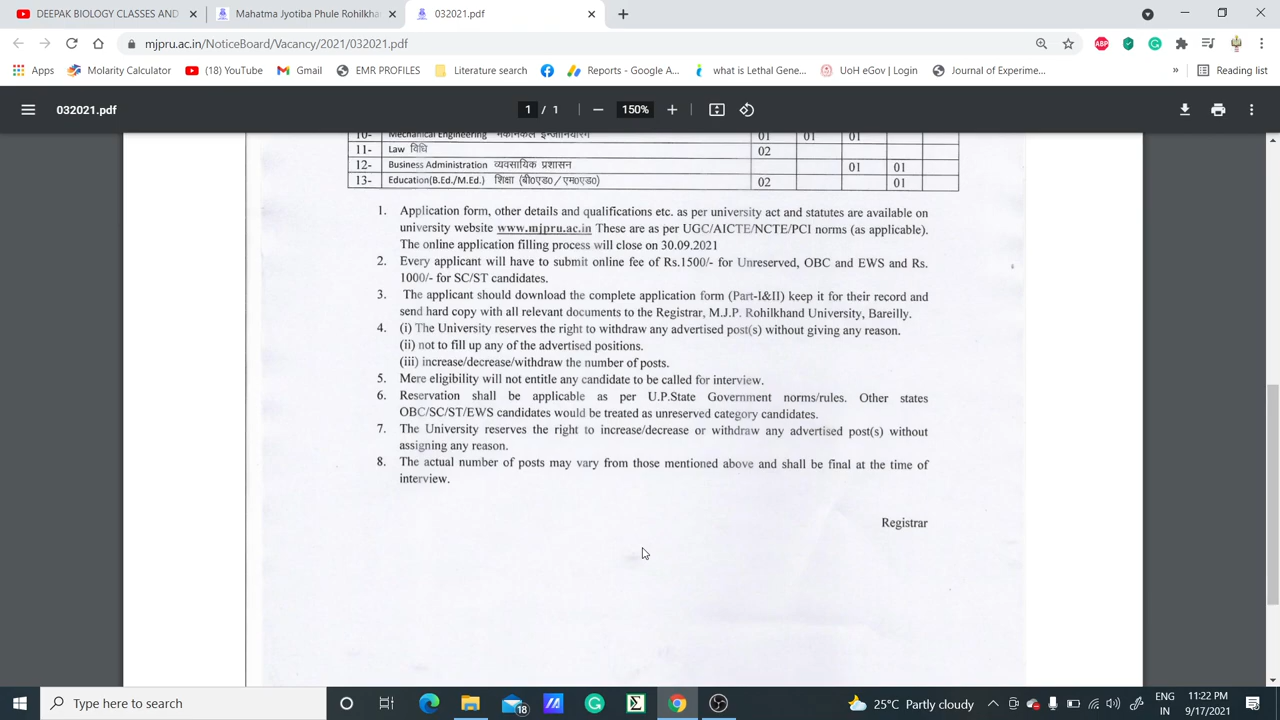 DEEPAK BIOLOGY CLASSES AND
Mahatma Jyotiba Phule Rohilkha
032021.pdf
mjpru.ac.in/NoticeBoard/Vacancy/2021/032021.pdf
ABP
Apps Molarity Calculator (18) YouTube Gmail EMR PROFILES Literature search Reports - Google A... what is Lethal Gene... UoH eGov | Login Journal of Experime... » Reading list
032021.pdf 1 / 1 150%
10- Mechanical Engineering 01 01 01
11- Law विधि 02
12- Business Administration व्यवसायिक प्रशासन 01 01
13- Education(B.Ed./M.Ed.) शिक्षा (बी0एड0/एम0एड0) 02 01
1. Application form, other details and qualifications etc. as per university act and statutes are available on
university website www.mjpru.ac.in These are as per UGC/AICTE/NCTE/PCI norms (as applicable).
The online application filling process will close on 30.09.2021
2. Every applicant will have to submit online fee of Rs.1500/- for Unreserved, OBC and EWS and Rs.
1000/- for SC/ST candidates.
3. The applicant should download the complete application form (Part-I&II) keep it for their record and
send hard copy with all relevant documents to the Registrar, M.J.P. Rohilkhand University, Bareilly.
4. (i) The University reserves the right to withdraw any advertised post(s) without giving any reason.
(ii) not to fill up any of the advertised positions.
(iii) increase/decrease/withdraw the number of posts.
5. Mere eligibility will not entitle any candidate to be called for interview.
6. Reservation shall be applicable as per U.P.State Government norms/rules. Other states
OBC/SC/ST/EWS candidates would be treated as unreserved category candidates.
7. The University reserves the right to increase/decrease or withdraw any advertised post(s) without
assigning any reason.
8. The actual number of posts may vary from those mentioned above and shall be final at the time of
interview.
Registrar
Type here to search
18
25°C Partly cloudy
ENG
IN
11:22 PM
9/17/2021